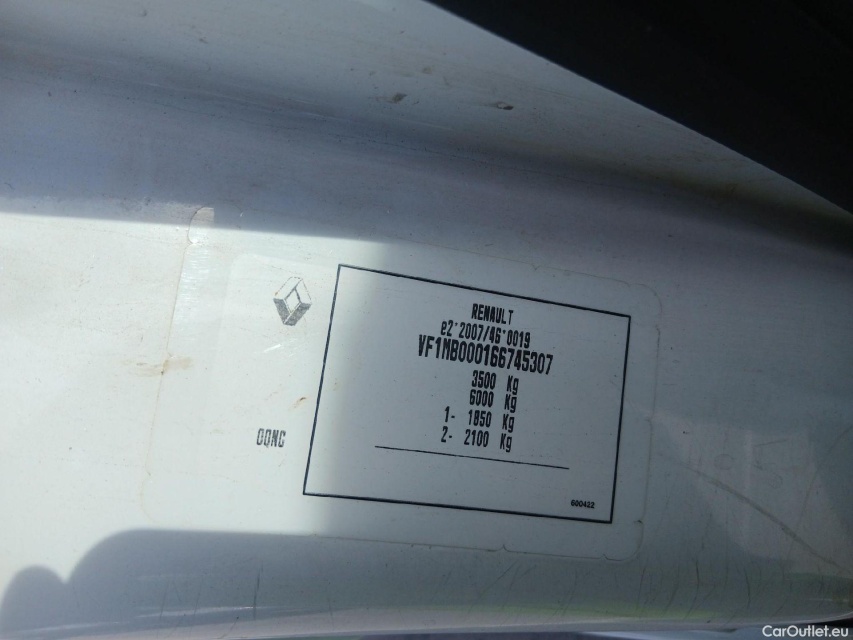 RENAULT
e2*2007/46*0019
VF1MB000166745307
3500 Kg
6000 Kg
1- 1850 Kg
2- 2100 Kg
OQNC
600422
CarOutlet.eu